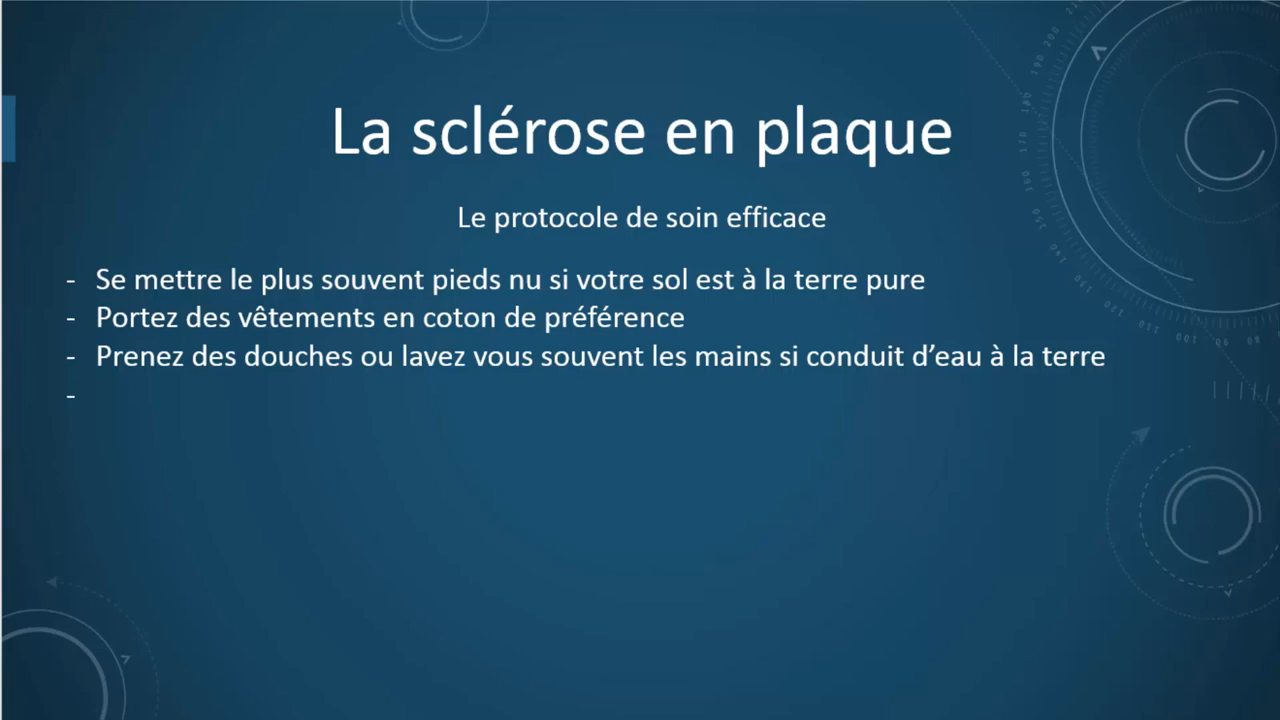 La sclérose en plaque
Le protocole de soin efficace
- Se mettre le plus souvent pieds nu si votre sol est à la terre pure
- Portez des vêtements en coton de préférence
- Prenez des douches ou lavez vous souvent les mains si conduit d’eau à la terre
-